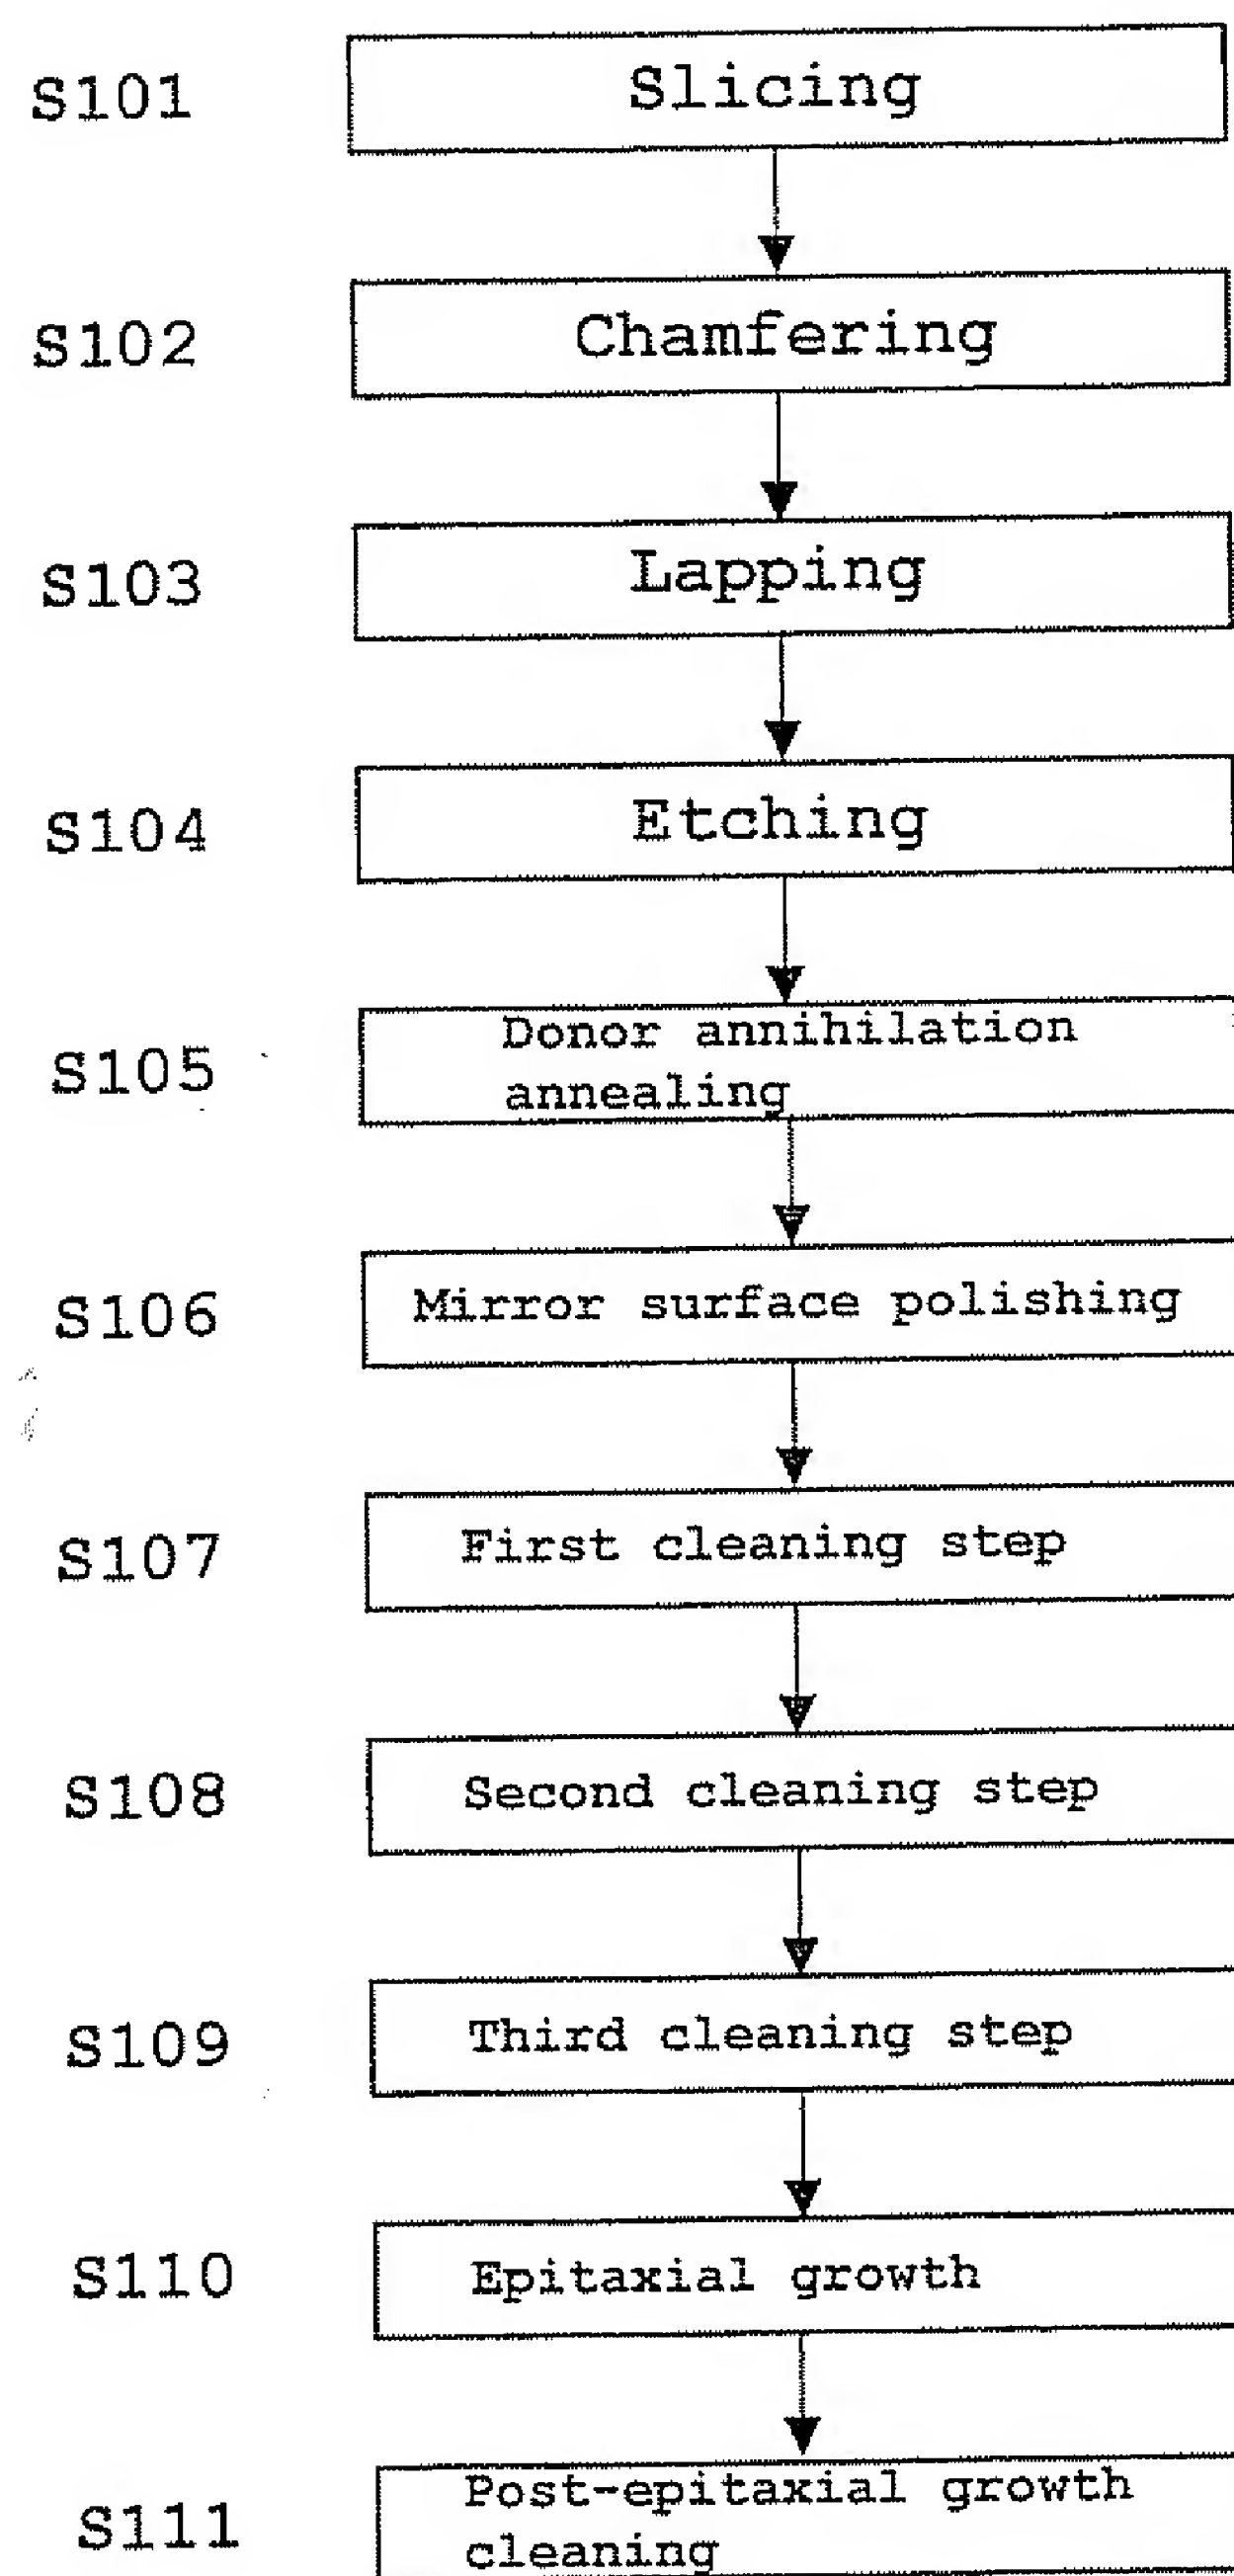 S101 Slicing
S102 Chamfering
S103 Lapping
S104 Etching
S105 Donor annihilation
annealing
S106 Mirror surface polishing
S107 First cleaning step
S108 Second cleaning step
S109 Third cleaning step
S110 Epitaxial growth
S111 Post-epitaxial growth
cleaning